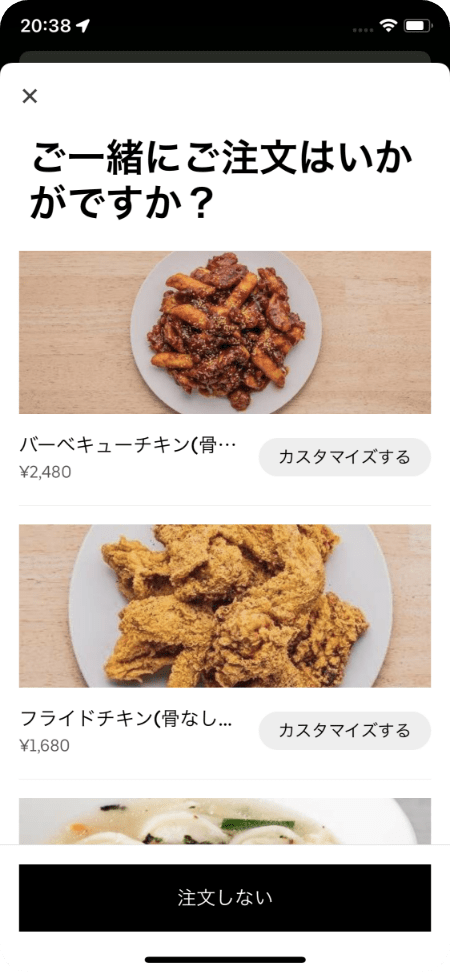 20:38
ご一緒にご注文はいか
がですか？
バーベキューチキン(骨…
カスタマイズする
¥2,480
フライドチキン(骨なし...
カスタマイズする
¥1,680
注文しない